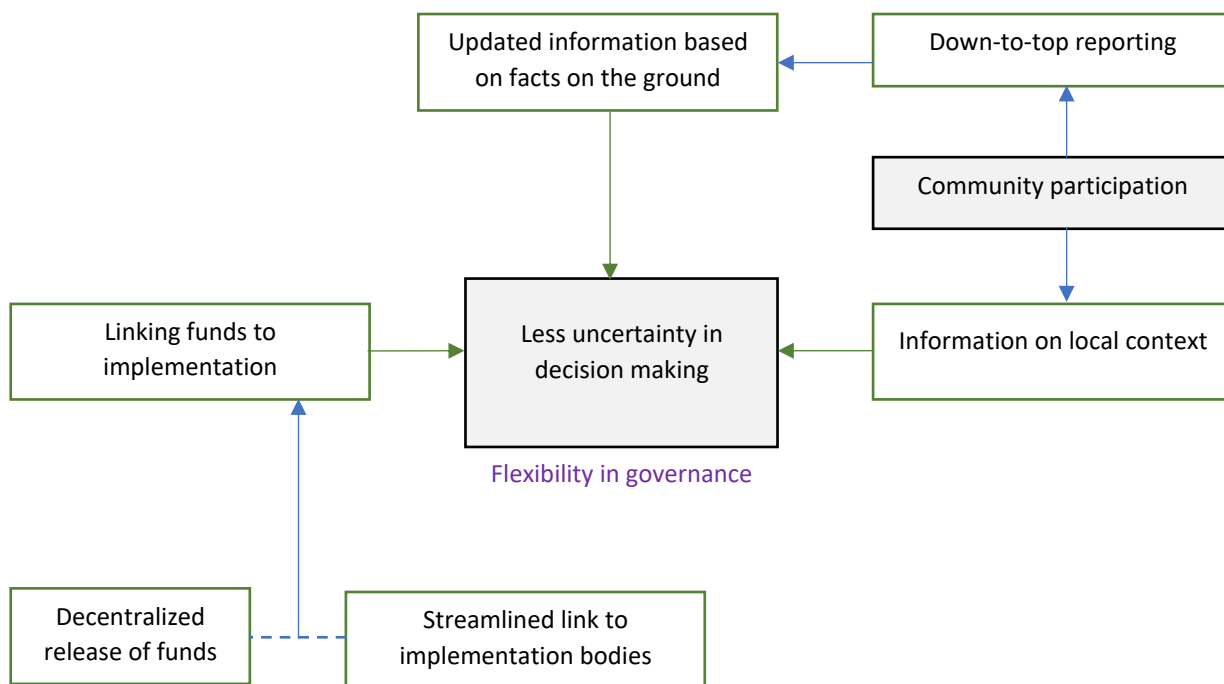 Updated information based
on facts on the ground
Down-to-top reporting
Community participation
Linking funds to
implementation
Less uncertainty in
decision making
Information on local context
Flexibility in governance
Decentralized
release of funds
Streamlined link to
implementation bodies